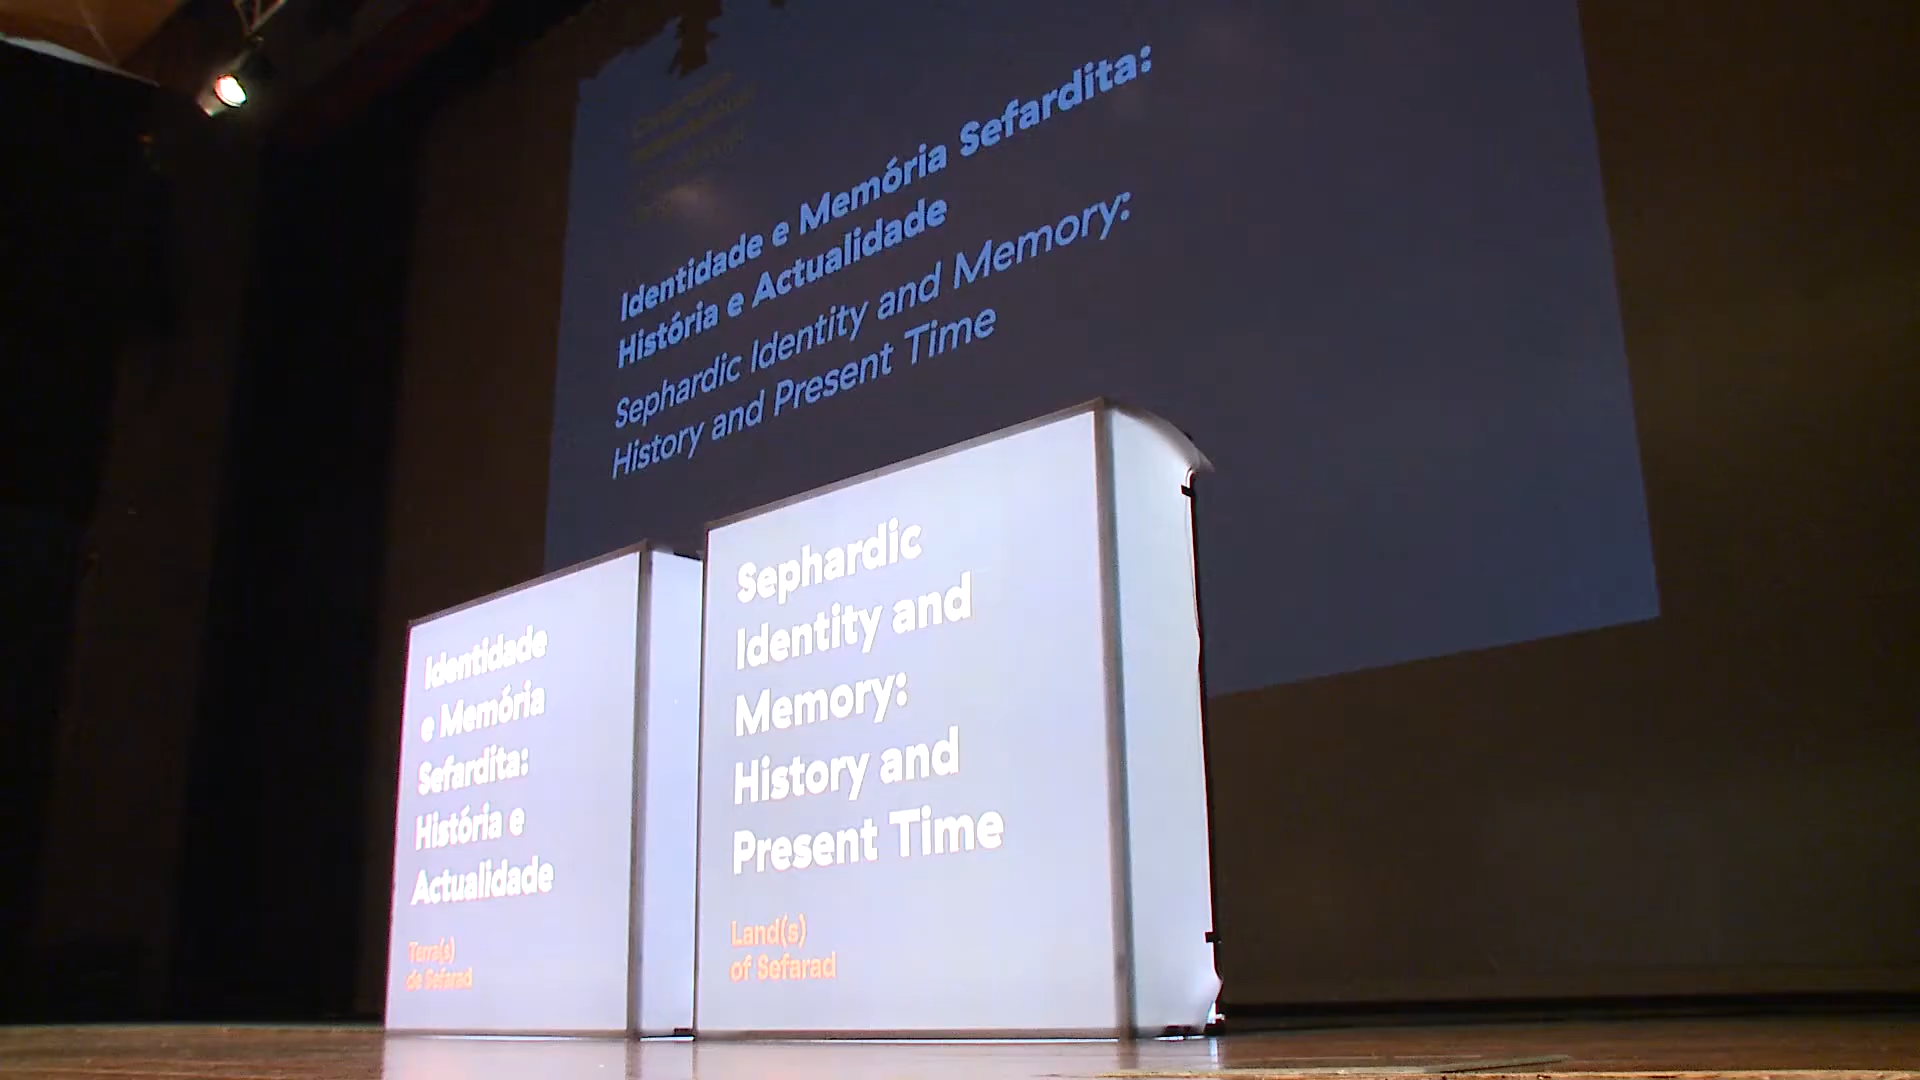 Identidade e Memória Sefardita:
História e Actualidade
Sephardic Identity and Memory:
History and Present Time
Identidade
e Memória
Sefardita:
História e
Actualidade
Terra(s)
de Sefarad
Sephardic
Identity and
Memory:
History and
Present Time
Land(s)
of Sefarad